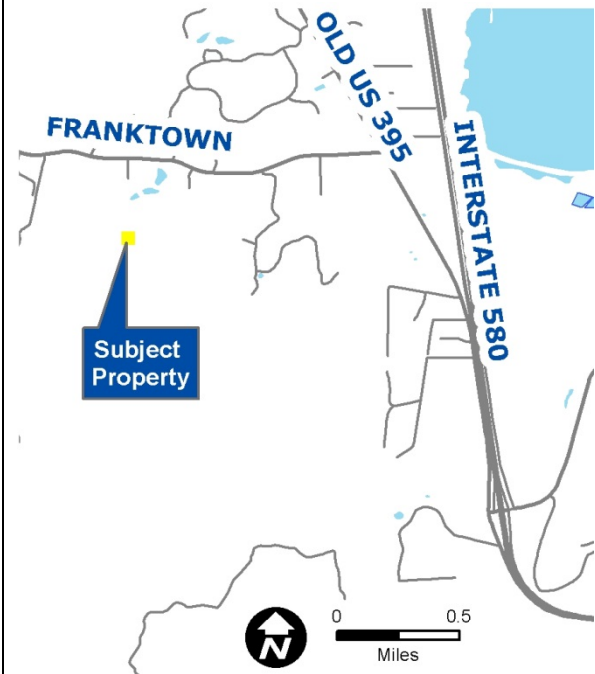 OLD US 395
FRANKTOWN
INTERSTATE 580
Subject
Property
N
0 0.5
Miles